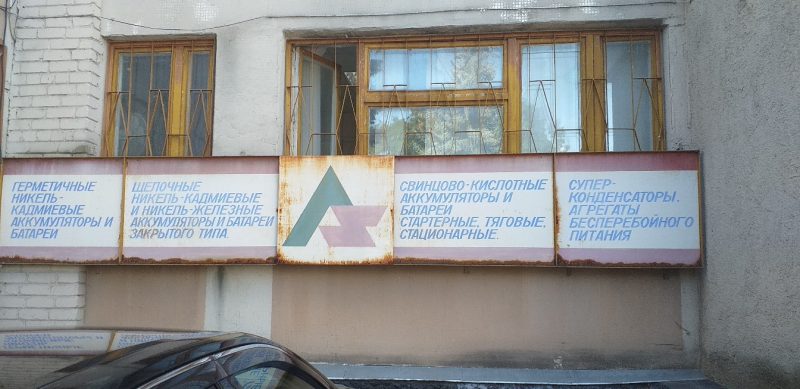 ГЕРМЕТИЧНЫЕ
НИКЕЛЬ-
КАДМИЕВЫЕ
АККУМУЛЯТОРЫ И
БАТАРЕИ
ЩЕЛОЧНЫЕ
НИКЕЛЬ-КАДМИЕВЫЕ
И НИКЕЛЬ-ЖЕЛЕЗНЫЕ
АККУМУЛЯТОРЫ И БАТАРЕИ
ЗАКРЫТОГО ТИПА
СВИНЦОВО-КИСЛОТНЫЕ
АККУМУЛЯТОРЫ И
БАТАРЕИ
СТАРТЕРНЫЕ, ТЯГОВЫЕ,
СТАЦИОНАРНЫЕ.
СУПЕР-
КОНДЕНСАТОРЫ.
АГРЕГАТЫ
БЕСПЕРЕБОЙНОГО
ПИТАНИЯ